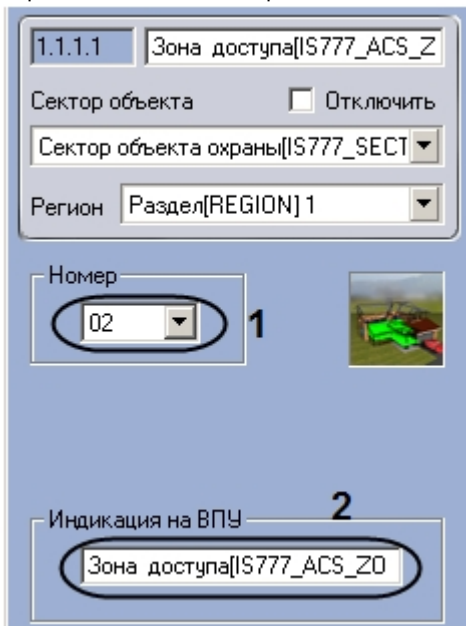 1.1.1.1 Зона доступа[IS777_ACS_Z
Сектор объекта Отключить
Сектор объекта охраны[IS777_SECT
Регион Раздел[REGION] 1
Номер
02 1
2
Индикация на ВПУ
Зона доступа[IS777_ACS_ZO